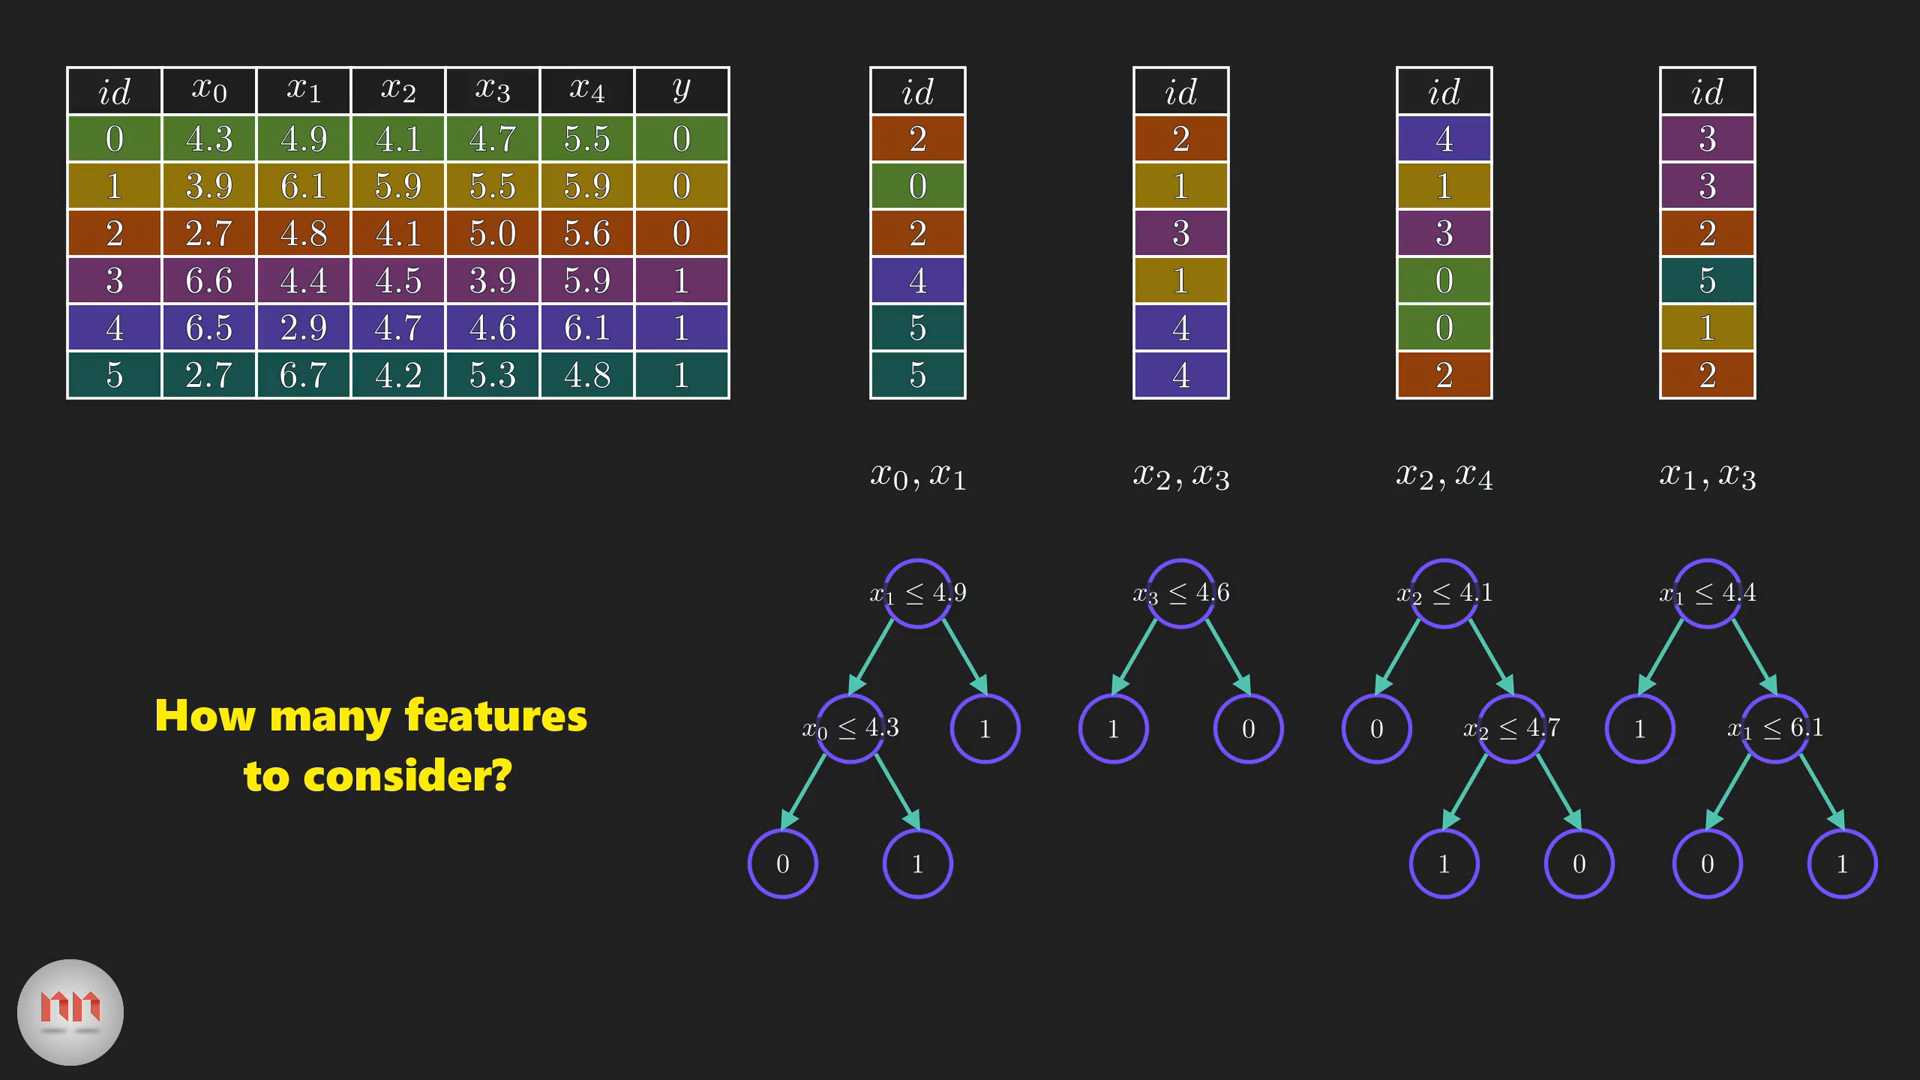 id x₀ x₁ x₂ x₃ x₄ y
0 4.3 4.9 4.1 4.7 5.5 0
1 3.9 6.1 5.9 5.5 5.9 0
2 2.7 4.8 4.1 5.0 5.6 0
3 6.6 4.4 4.5 3.9 5.9 1
4 6.5 2.9 4.7 4.6 6.1 1
5 2.7 6.7 4.2 5.3 4.8 1
id
2
0
2
4
5
5
id
2
1
3
1
4
4
id
4
1
3
0
0
2
id
3
3
2
5
1
2
x₀, x₁
x₂, x₃
x₂, x₄
x₁, x₃
x₁ ≤ 4.9
x₀ ≤ 4.3
1
0
1
x₃ ≤ 4.6
1
0
x₂ ≤ 4.1
0
x₂ ≤ 4.7
1
0
x₁ ≤ 4.4
1
x₁ ≤ 6.1
0
1
How many features
to consider?
nn